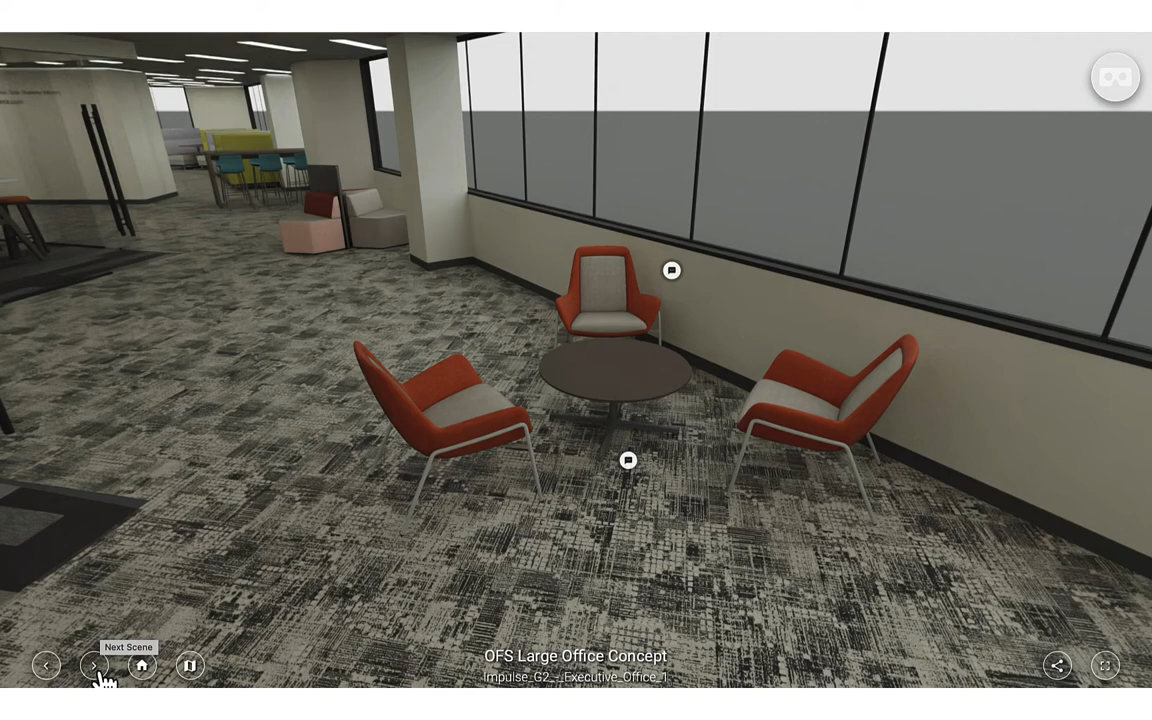 Next Scene
OFS Large Office Concept
Impulse_G2_-_Executive_Office_1